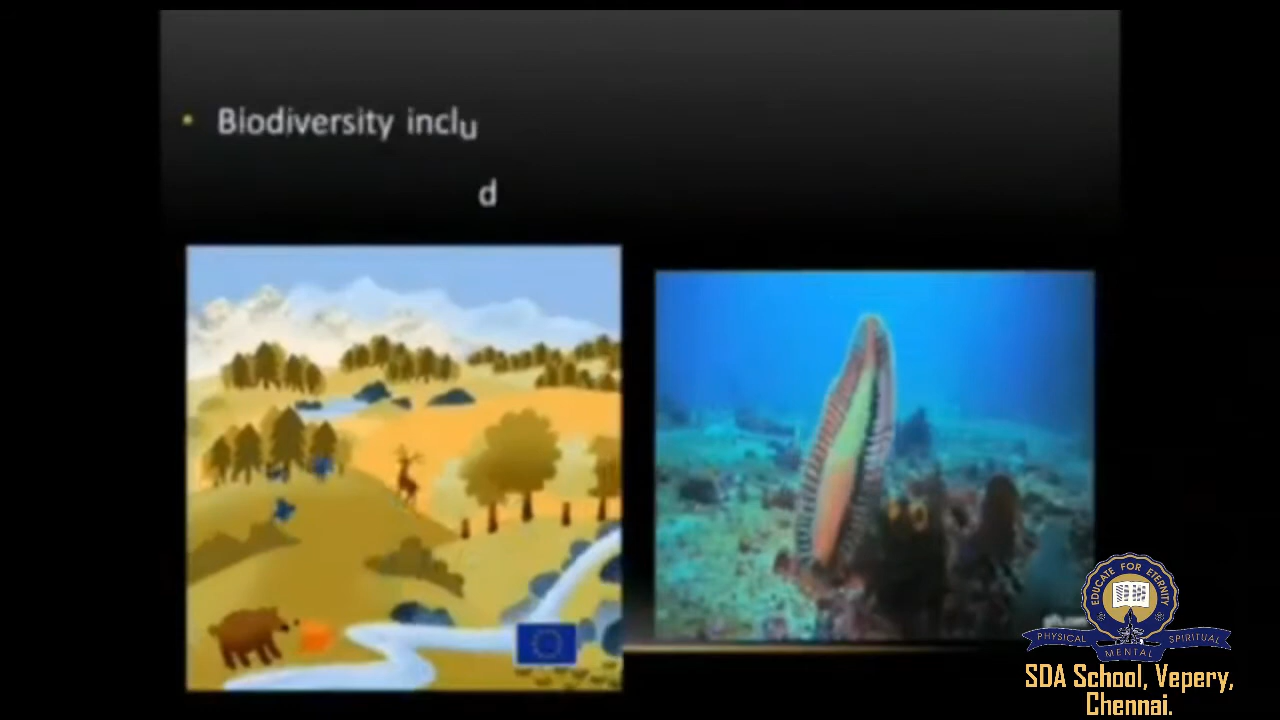 • Biodiversity inclu
d
EDUCATE FOR ETERNITY
PHYSICAL
MENTAL
SPIRITUAL
SDA School, Vepery,
Chennai.